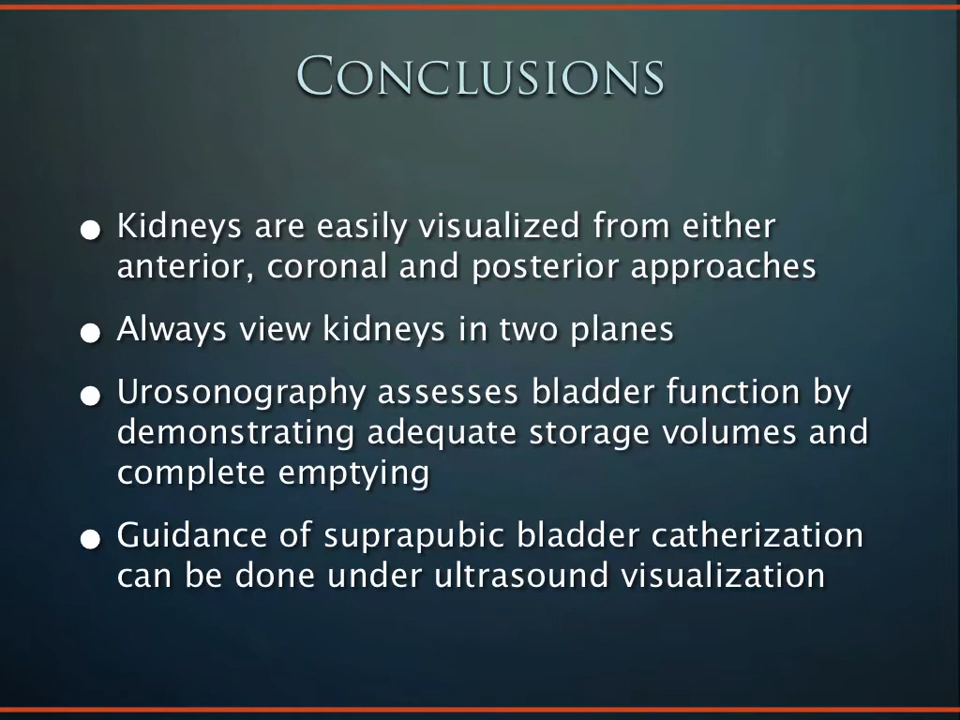 Conclusions
• Kidneys are easily visualized from either
anterior, coronal and posterior approaches
• Always view kidneys in two planes
• Urosonography assesses bladder function by
demonstrating adequate storage volumes and
complete emptying
• Guidance of suprapubic bladder catherization
can be done under ultrasound visualization